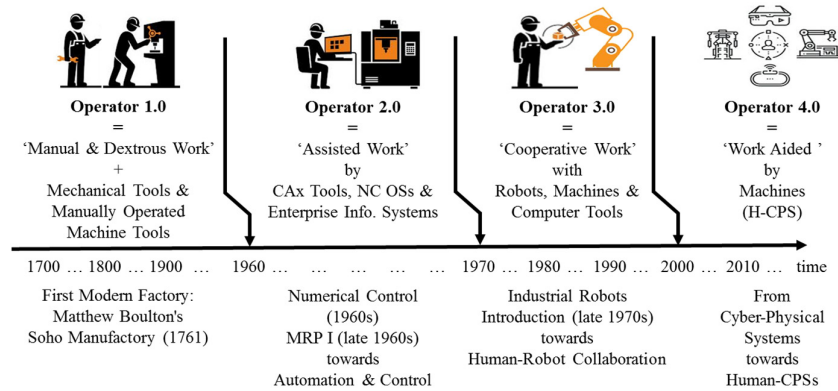 Operator 1.0
=
‘Manual & Dextrous Work’
+
Mechanical Tools &
Manually Operated
Machine Tools
Operator 2.0
=
‘Assisted Work’
by
CAx Tools, NC OSs &
Enterprise Info. Systems
Operator 3.0
=
‘Cooperative Work’
with
Robots, Machines &
Computer Tools
Operator 4.0
=
‘Work Aided ’
by
Machines
(H-CPS)
1700 … 1800 … 1900 … … 1960 … … … … … 1970 … 1980 … 1990 … 2000 … 2010 … time
First Modern Factory:
Matthew Boulton's
Soho Manufactory (1761)
Numerical Control
(1960s)
MRP I (late 1960s)
towards
Automation & Control
Industrial Robots
Introduction (late 1970s)
towards
Human-Robot Collaboration
From
Cyber-Physical
Systems
towards
Human-CPSs